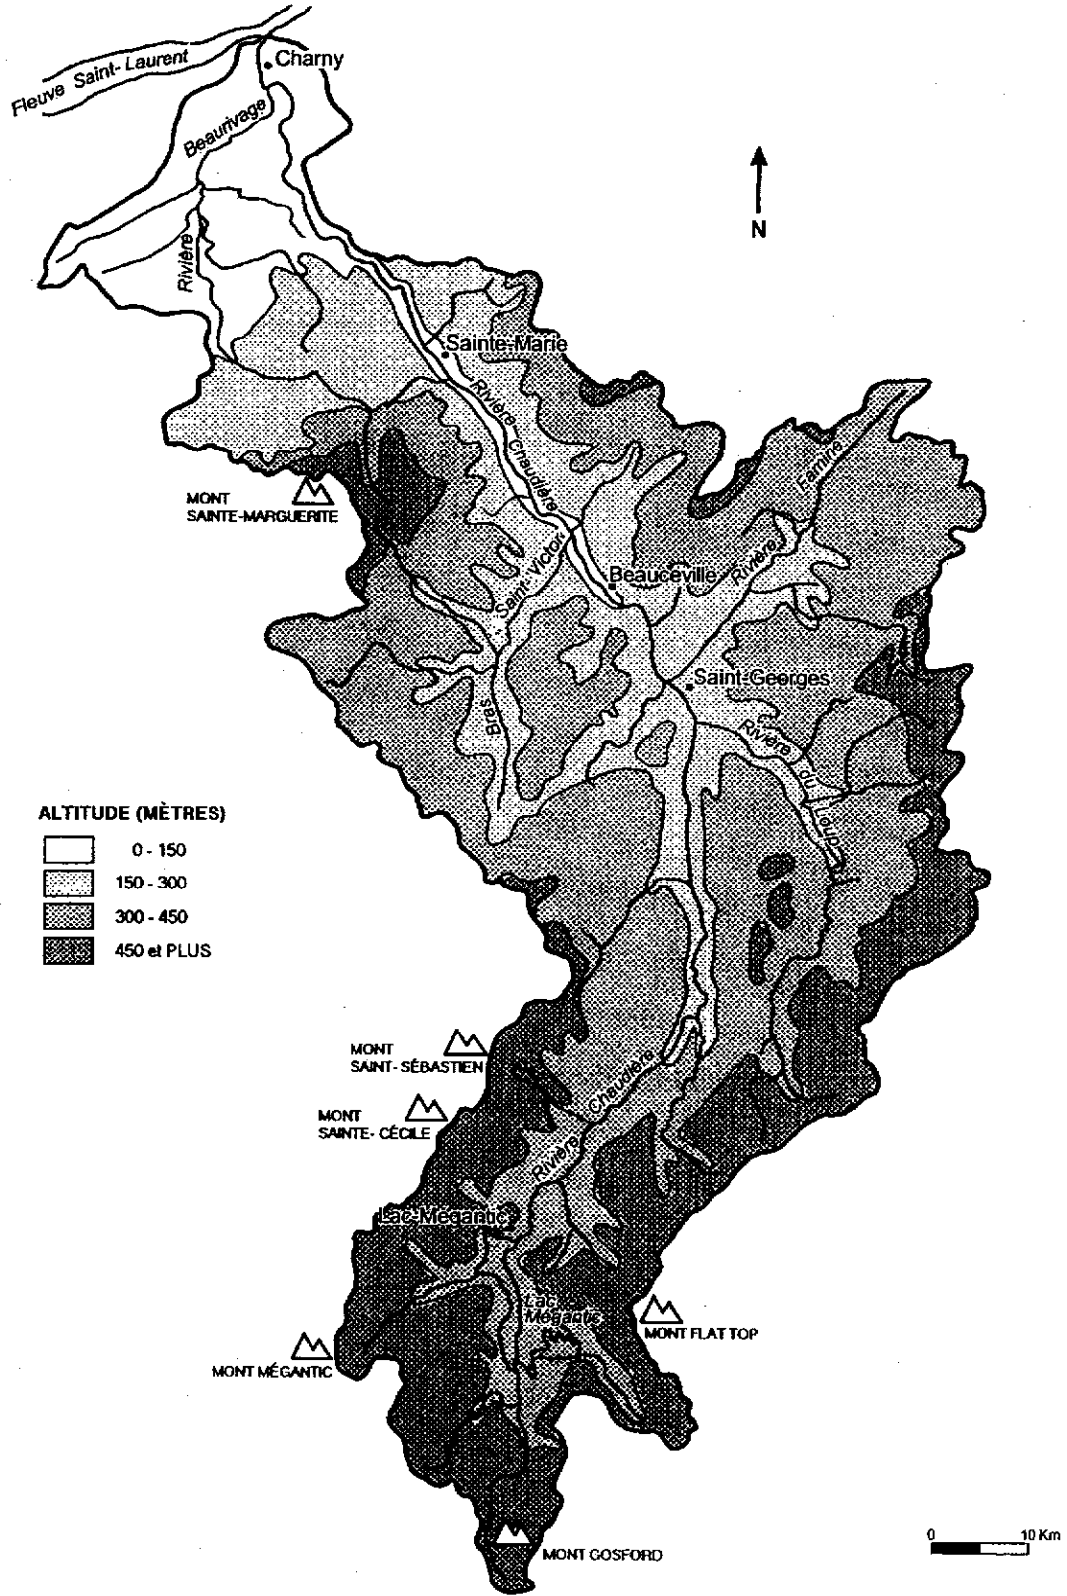 Fleuve Saint-Laurent
Charny
Beaurivage
Rivière
N
Sainte-Marie
Rivière Chaudière
MONT
SAINTE-MARGUERITE
Rivière Famine
Beauceville
Bras Saint-Victor
Saint-Georges
Rivière du Lioup
ALTITUDE (MÈTRES)
0 - 150
150 - 300
300 - 450
450 et PLUS
MONT
SAINT-SÉBASTIEN
MONT
SAINTE-CÉCILE
Rivière Chaudière
Lac-Mégantic
Lac
Mégantic
MONT FLAT TOP
MONT MÉGANTIC
MONT GOSFORD
0 10 Km